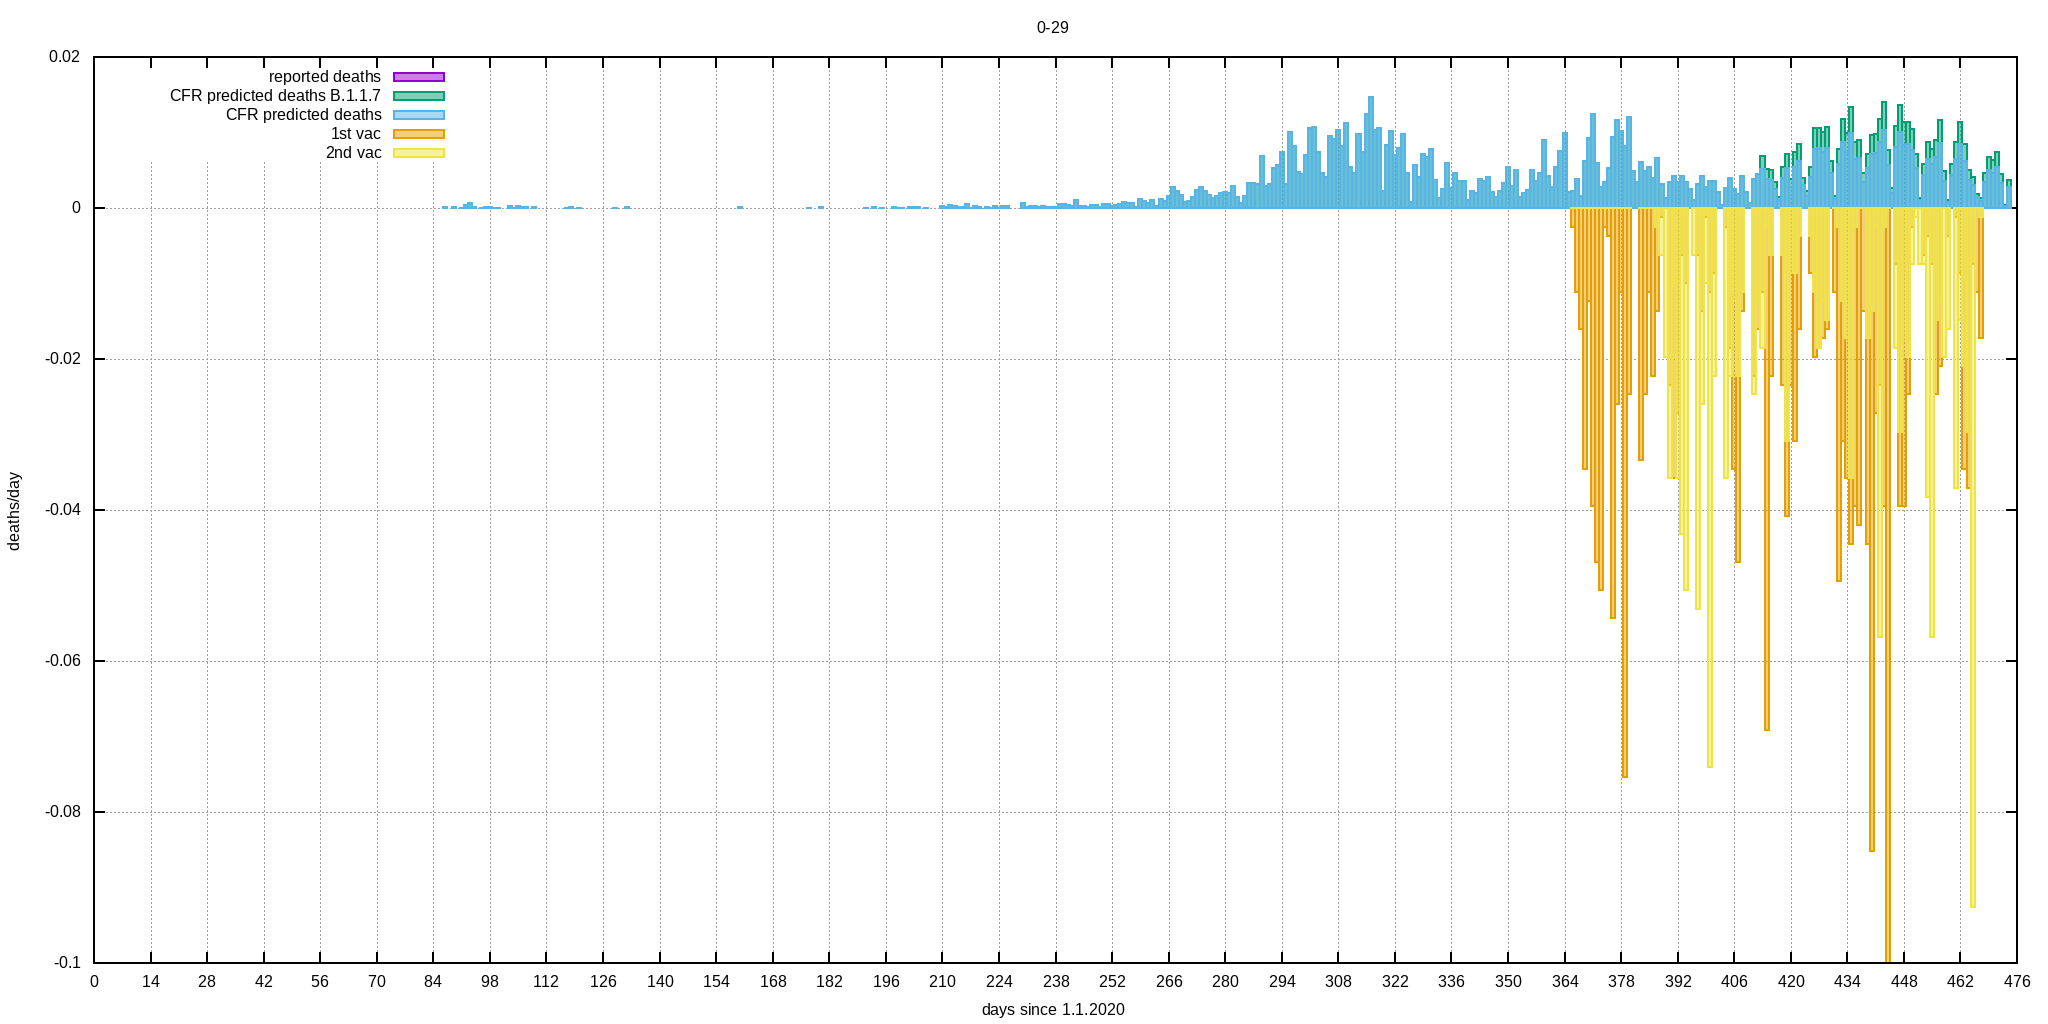 0-29
0.02
reported deaths
CFR predicted deaths B.1.1.7
CFR predicted deaths
1st vac
2nd vac
0
-0.02
-0.04
deaths/day
-0.06
-0.08
-0.1
0 14 28 42 56 70 84 98 112 126 140 154 168 182 196 210 224 238 252 266 280 294 308 322 336 350 364 378 392 406 420 434 448 462 476
days since 1.1.2020